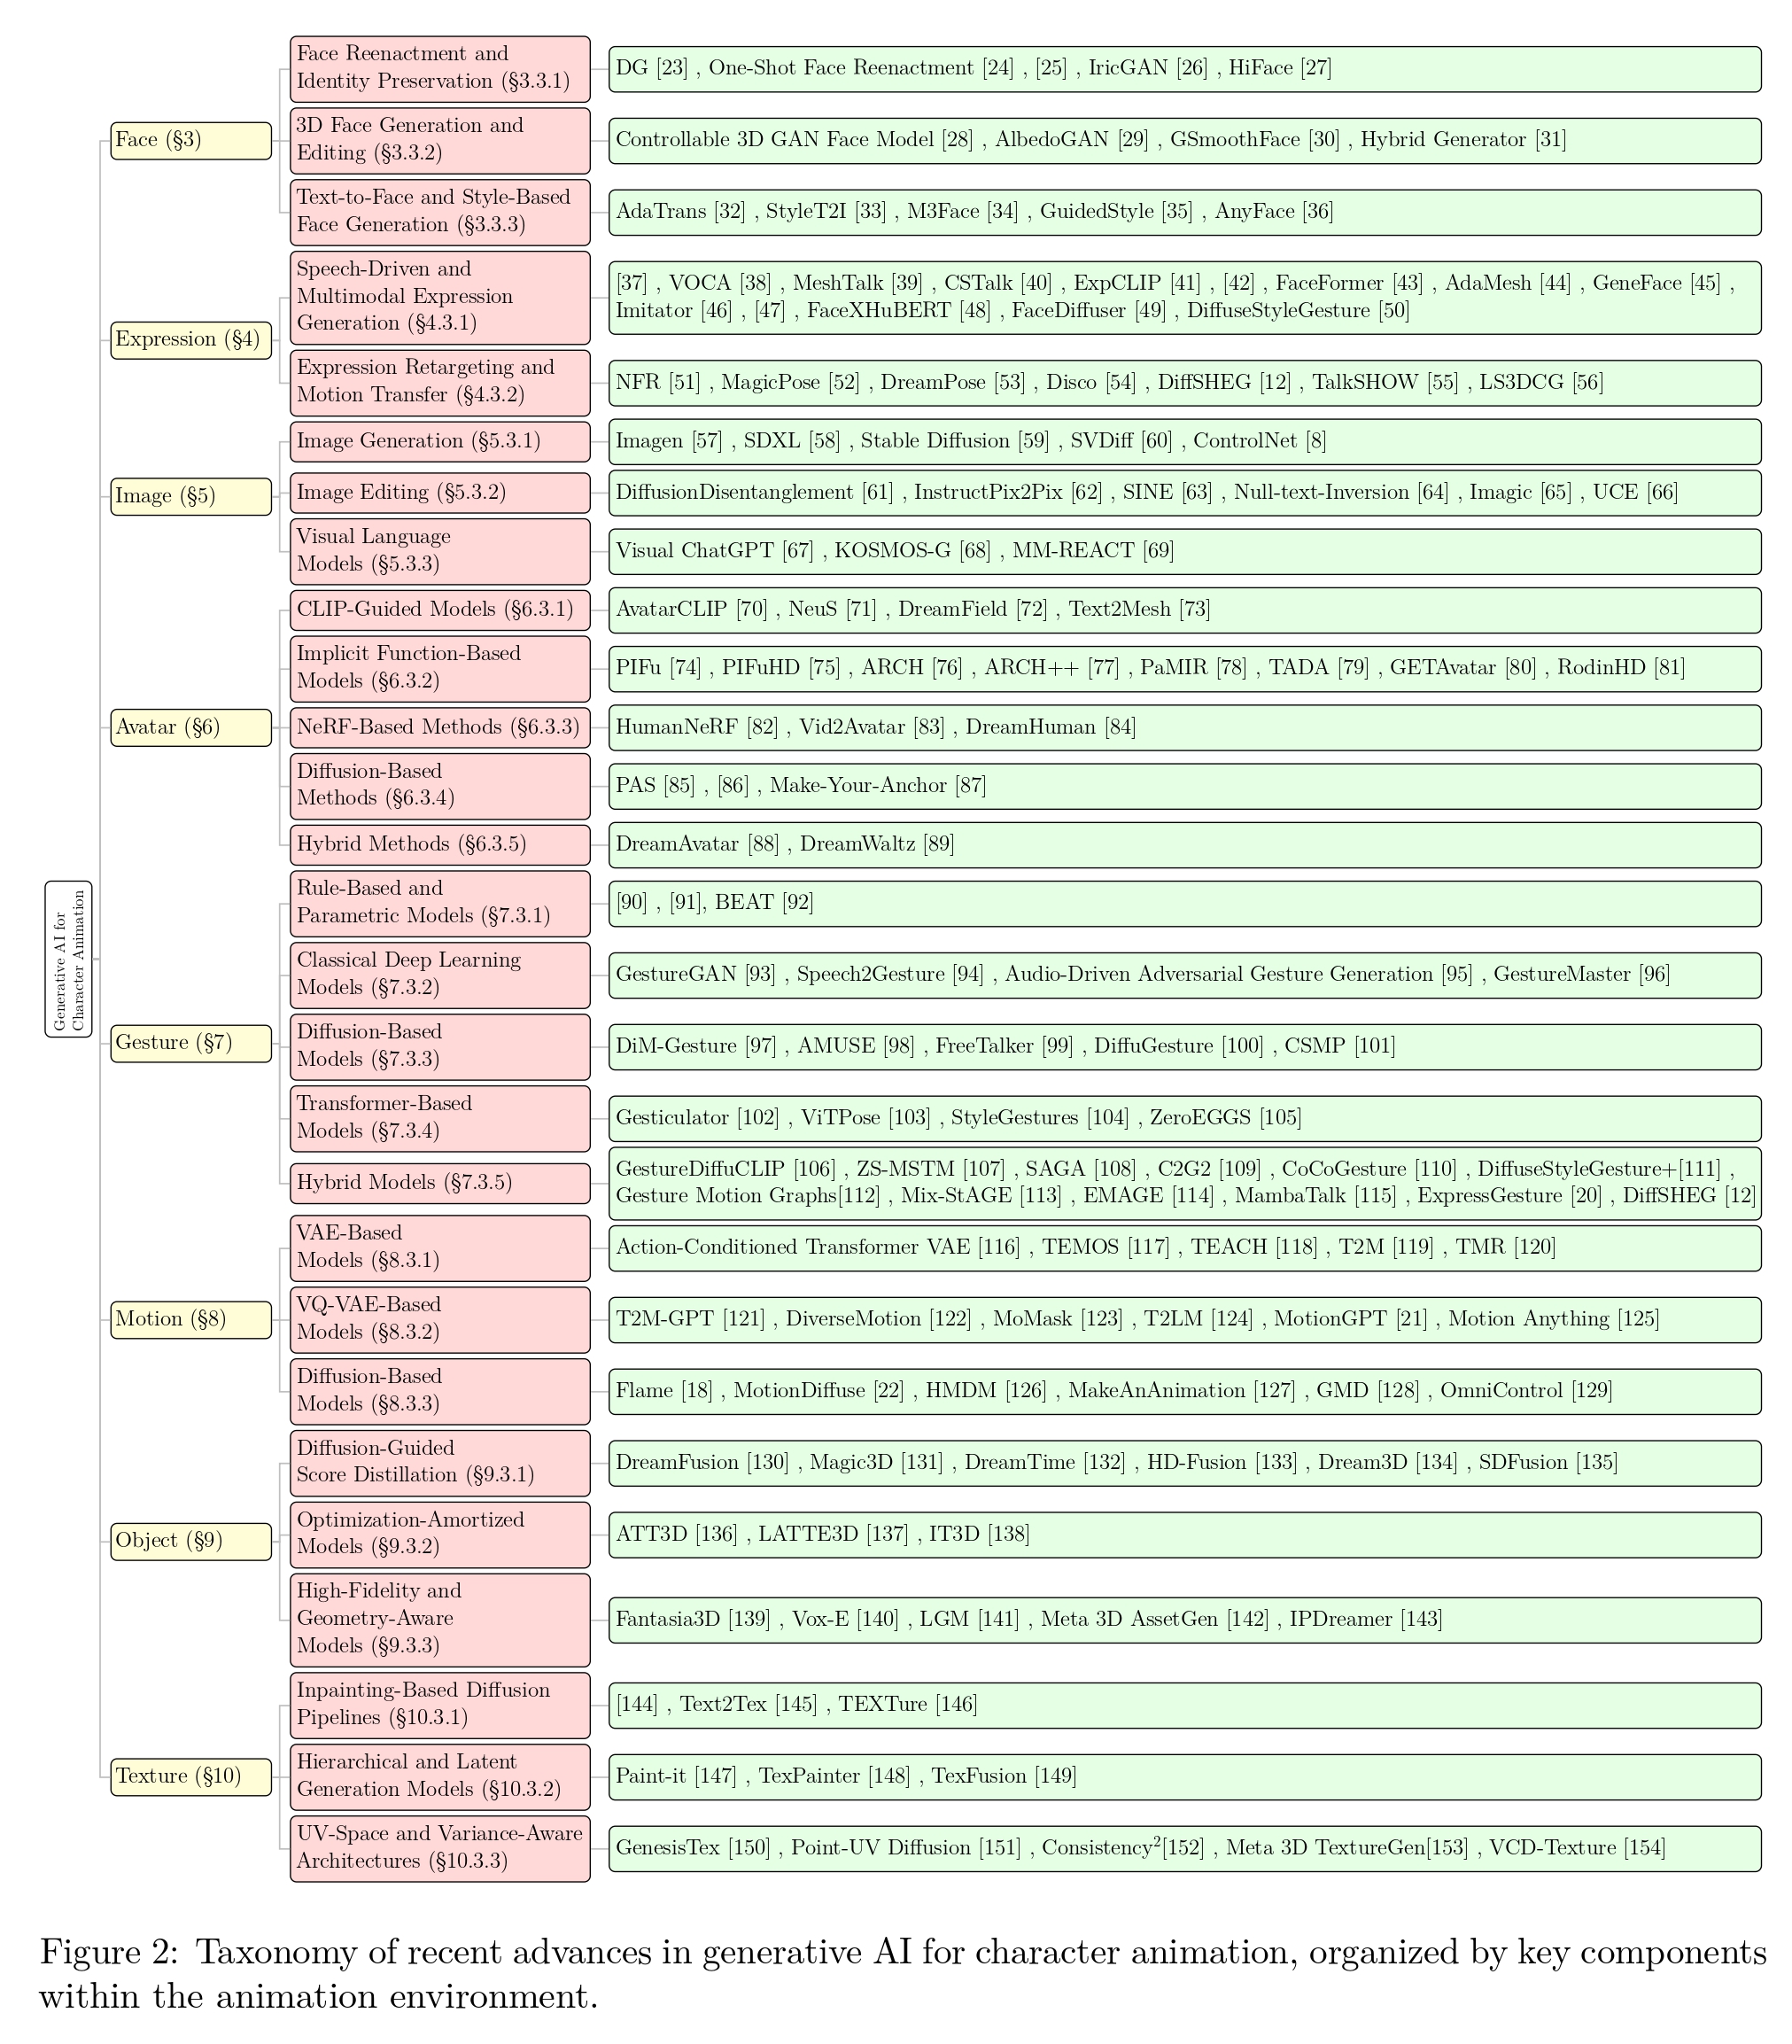 Face Reenactment and
Identity Preservation (§3.3.1)
DG [23] , One-Shot Face Reenactment [24] , [25] , IricGAN [26] , HiFace [27]
Face (§3)
3D Face Generation and
Editing (§3.3.2)
Controllable 3D GAN Face Model [28] , AlbedoGAN [29] , GSmoothFace [30] , Hybrid Generator [31]
Text-to-Face and Style-Based
Face Generation (§3.3.3)
AdaTrans [32] , StyleT2I [33] , M3Face [34] , GuidedStyle [35] , AnyFace [36]
Expression (§4)
Speech-Driven and
Multimodal Expression
Generation (§4.3.1)
[37] , VOCA [38] , MeshTalk [39] , CSTalk [40] , ExpCLIP [41] , [42] , FaceFormer [43] , AdaMesh [44] , GeneFace [45] ,
Imitator [46] , [47] , FaceXHuBERT [48] , FaceDiffuser [49] , DiffuseStyleGesture [50]
Expression Retargeting and
Motion Transfer (§4.3.2)
NFR [51] , MagicPose [52] , DreamPose [53] , Disco [54] , DiffSHEG [12] , TalkSHOW [55] , LS3DCG [56]
Image Generation (§5.3.1)
Imagen [57] , SDXL [58] , Stable Diffusion [59] , SVDiff [60] , ControlNet [8]
Image (§5)
Image Editing (§5.3.2)
DiffusionDisentanglement [61] , InstructPix2Pix [62] , SINE [63] , Null-text-Inversion [64] , Imagic [65] , UCE [66]
Visual Language
Models (§5.3.3)
Visual ChatGPT [67] , KOSMOS-G [68] , MM-REACT [69]
CLIP-Guided Models (§6.3.1)
AvatarCLIP [70] , NeuS [71] , DreamField [72] , Text2Mesh [73]
Implicit Function-Based
Models (§6.3.2)
PIFu [74] , PIFuHD [75] , ARCH [76] , ARCH++ [77] , PaMIR [78] , TADA [79] , GETAvatar [80] , RodinHD [81]
Avatar (§6)
NeRF-Based Methods (§6.3.3)
HumanNeRF [82] , Vid2Avatar [83] , DreamHuman [84]
Diffusion-Based
Methods (§6.3.4)
PAS [85] , [86] , Make-Your-Anchor [87]
Hybrid Methods (§6.3.5)
DreamAvatar [88] , DreamWaltz [89]
Generative AI for
Character Animation
Rule-Based and
Parametric Models (§7.3.1)
[90] , [91], BEAT [92]
Classical Deep Learning
Models (§7.3.2)
GestureGAN [93] , Speech2Gesture [94] , Audio-Driven Adversarial Gesture Generation [95] , GestureMaster [96]
Gesture (§7)
Diffusion-Based
Models (§7.3.3)
DiM-Gesture [97] , AMUSE [98] , FreeTalker [99] , DiffuGesture [100] , CSMP [101]
Transformer-Based
Models (§7.3.4)
Gesticulator [102] , ViTPose [103] , StyleGestures [104] , ZeroEGGS [105]
Hybrid Models (§7.3.5)
GestureDiffuCLIP [106] , ZS-MSTM [107] , SAGA [108] , C2G2 [109] , CoCoGesture [110] , DiffuseStyleGesture+[111] ,
Gesture Motion Graphs[112] , Mix-StAGE [113] , EMAGE [114] , MambaTalk [115] , ExpressGesture [20] , DiffSHEG [12]
VAE-Based
Models (§8.3.1)
Action-Conditioned Transformer VAE [116] , TEMOS [117] , TEACH [118] , T2M [119] , TMR [120]
Motion (§8)
VQ-VAE-Based
Models (§8.3.2)
T2M-GPT [121] , DiverseMotion [122] , MoMask [123] , T2LM [124] , MotionGPT [21] , Motion Anything [125]
Diffusion-Based
Models (§8.3.3)
Flame [18] , MotionDiffuse [22] , HMDM [126] , MakeAnAnimation [127] , GMD [128] , OmniControl [129]
Diffusion-Guided
Score Distillation (§9.3.1)
DreamFusion [130] , Magic3D [131] , DreamTime [132] , HD-Fusion [133] , Dream3D [134] , SDFusion [135]
Object (§9)
Optimization-Amortized
Models (§9.3.2)
ATT3D [136] , LATTE3D [137] , IT3D [138]
High-Fidelity and
Geometry-Aware
Models (§9.3.3)
Fantasia3D [139] , Vox-E [140] , LGM [141] , Meta 3D AssetGen [142] , IPDreamer [143]
Inpainting-Based Diffusion
Pipelines (§10.3.1)
[144] , Text2Tex [145] , TEXTure [146]
Texture (§10)
Hierarchical and Latent
Generation Models (§10.3.2)
Paint-it [147] , TexPainter [148] , TexFusion [149]
UV-Space and Variance-Aware
Architectures (§10.3.3)
GenesisTex [150] , Point-UV Diffusion [151] , Consistency²[152] , Meta 3D TextureGen[153] , VCD-Texture [154]
Figure 2: Taxonomy of recent advances in generative AI for character animation, organized by key components
within the animation environment.